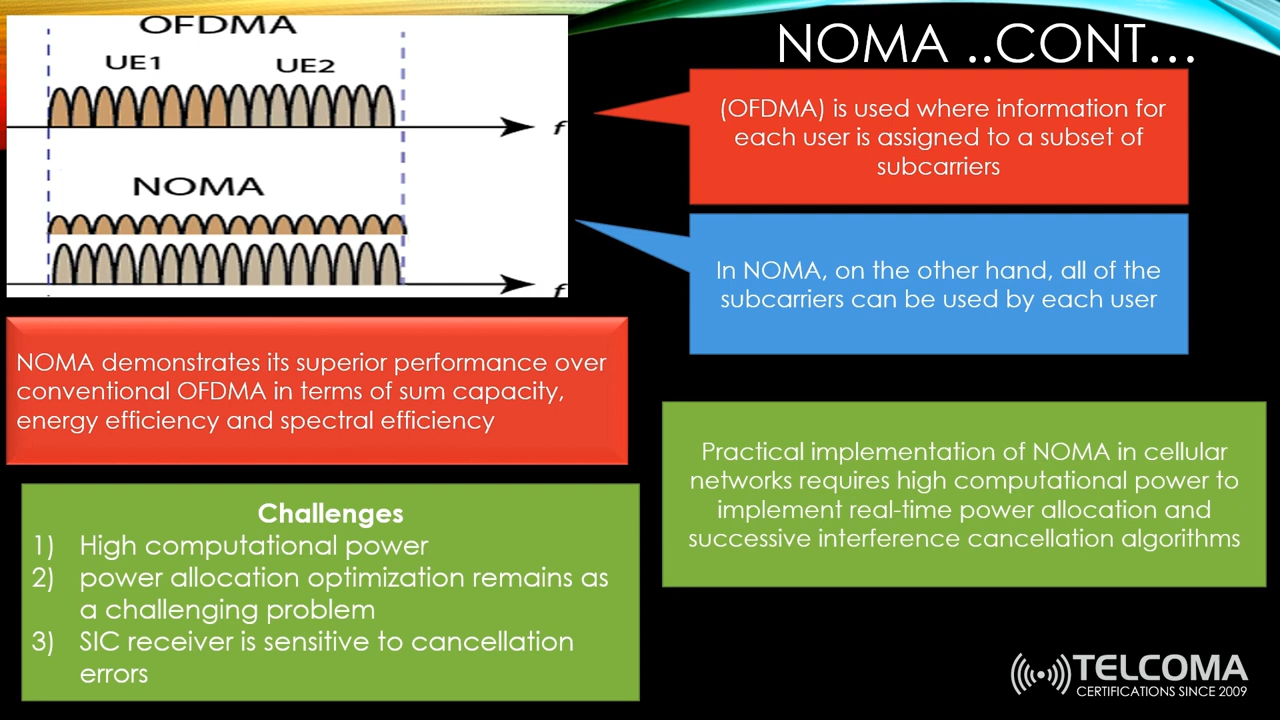 NOMA ..CONT...
OFDMA
UE1
UE2
f
NOMA
f
(OFDMA) is used where information for
each user is assigned to a subset of
subcarriers
In NOMA, on the other hand, all of the
subcarriers can be used by each user
NOMA demonstrates its superior performance over
conventional OFDMA in terms of sum capacity,
energy efficiency and spectral efficiency
Practical implementation of NOMA in cellular
networks requires high computational power to
implement real-time power allocation and
successive interference cancellation algorithms
Challenges
1) High computational power
2) power allocation optimization remains as
a challenging problem
3) SIC receiver is sensitive to cancellation
errors
TELCOMA
CERTIFICATIONS SINCE 2009